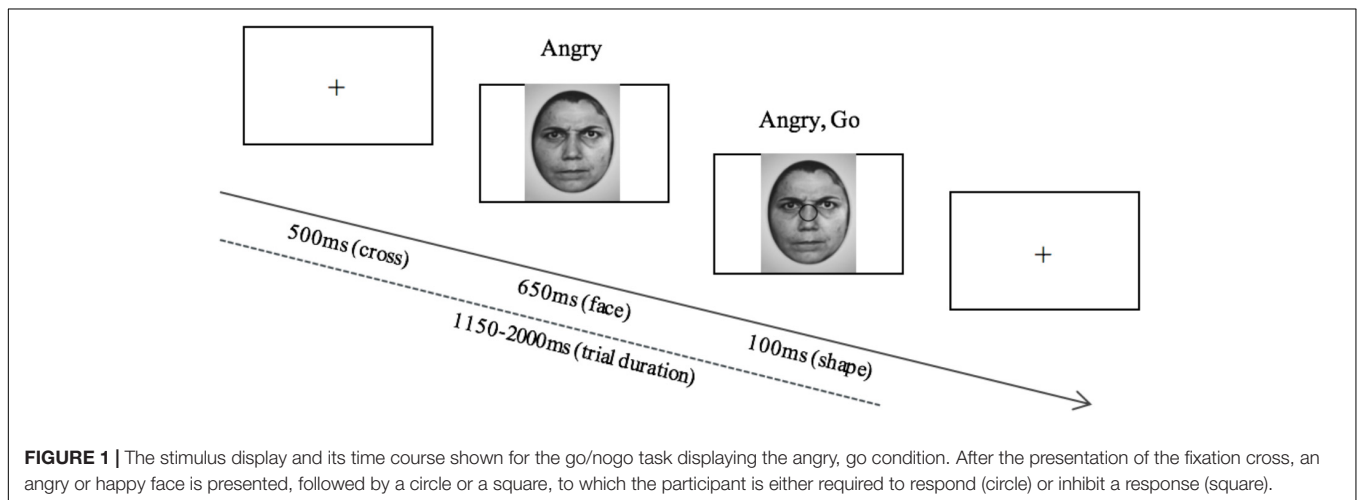 +
Angry
Angry, Go
+
500ms (cross)
650ms (face)
100ms (shape)
1150-2000ms (trial duration)
FIGURE 1 | The stimulus display and its time course shown for the go/nogo task displaying the angry, go condition. After the presentation of the fixation cross, an
angry or happy face is presented, followed by a circle or a square, to which the participant is either required to respond (circle) or inhibit a response (square).